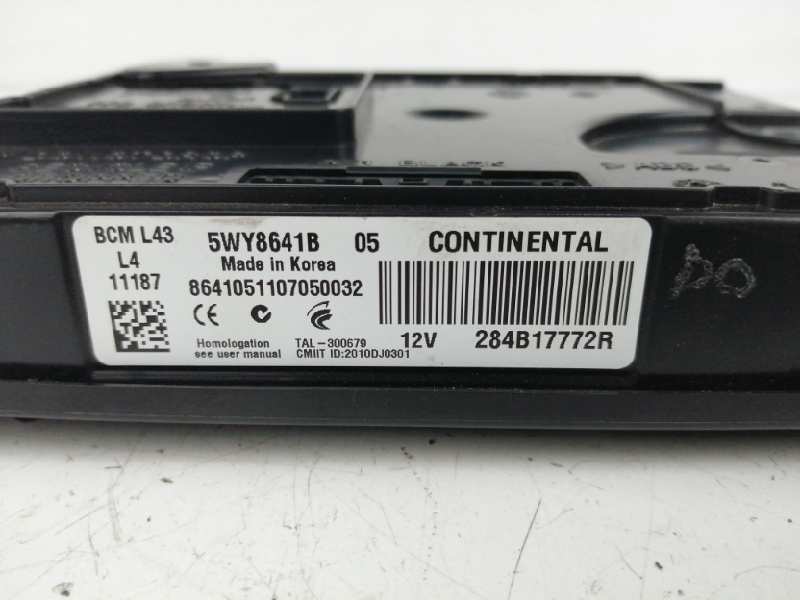 BCM L43
L4
11187
5WY8641B 05 CONTINENTAL
Made in Korea
8641051107050032
CE
Homologation
see user manual
TAL-300679
CMIIT ID:2010DJ0301
12V 284B17772R